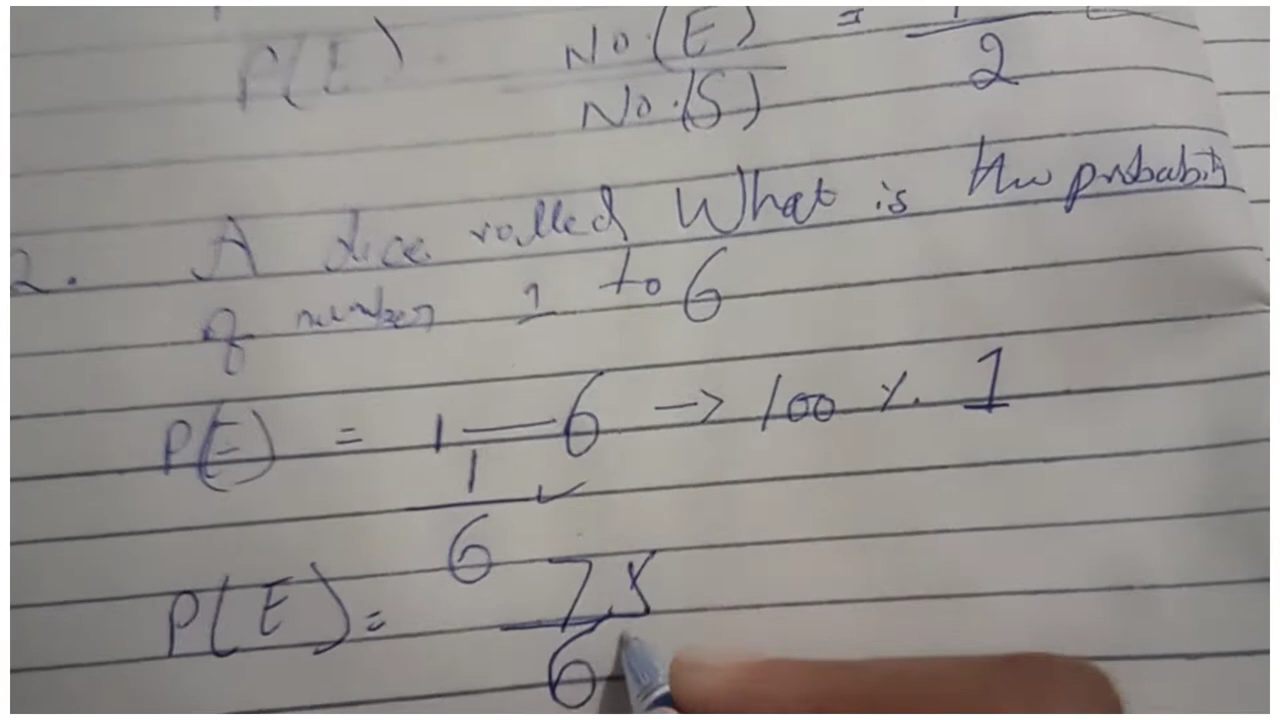 P(E) No.(E) =
No.(S) 2
2. A dice rolled What is the probability
of number 1 to 6
P(E) = 1 — 6 → 100 %. 1
1
6
P(E) = 7
6